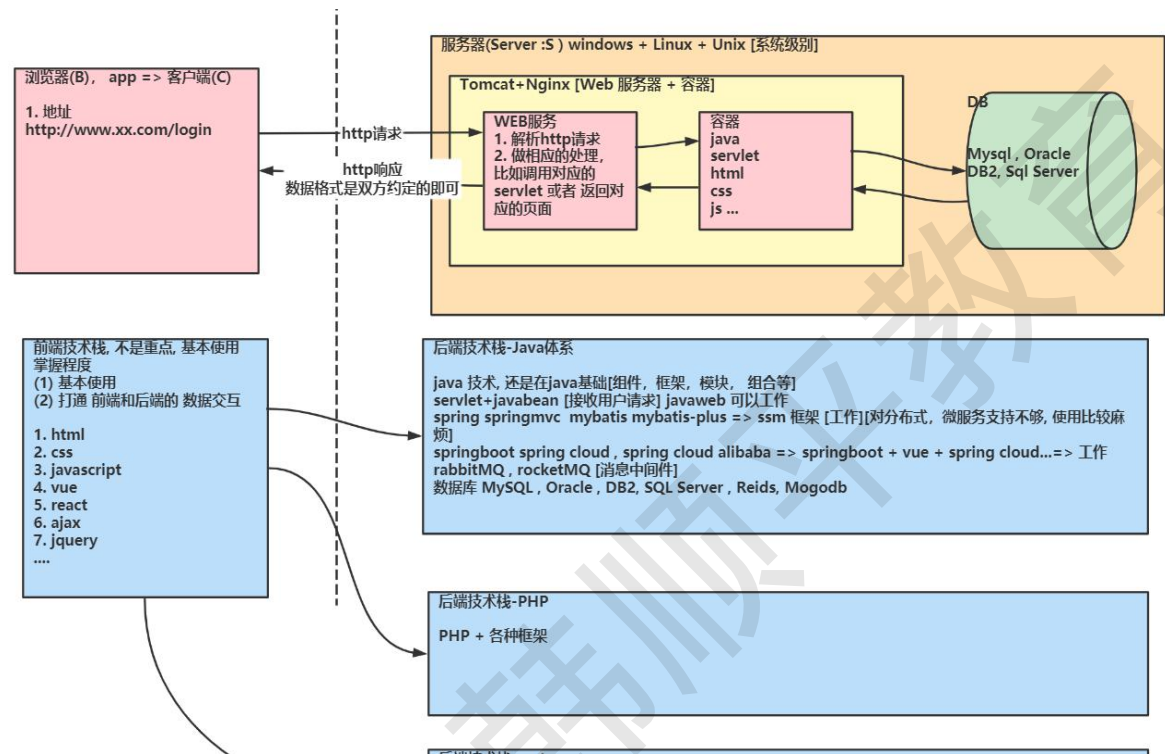 服务器(Server :S ) windows + Linux + Unix [系统级别]
浏览器(B)， app => 客户端(C)
1. 地址
http://www.xx.com/login
http请求
http响应
数据格式是双方约定的即可
Tomcat+Nginx [Web 服务器 + 容器]
WEB服务
1. 解析http请求
2. 做相应的处理，
比如调用对应的
servlet 或者 返回对
应的页面
容器
java
servlet
html
css
js ...
DB
Mysql , Oracle
DB2, Sql Server
前端技术栈, 不是重点, 基本使用
掌握程度
(1) 基本使用
(2) 打通 前端和后端的 数据交互
1. html
2. css
3. javascript
4. vue
5. react
6. ajax
7. jquery
....
后端技术栈-Java体系
java 技术, 还是在java基础[组件，框架，模块， 组合等]
servlet+javabean [接收用户请求] javaweb 可以工作
spring springmvc mybatis mybatis-plus => ssm 框架 [工作][对分布式，微服务支持不够, 使用比较麻
烦]
springboot spring cloud , spring cloud alibaba => springboot + vue + spring cloud...=> 工作
rabbitMQ , rocketMQ [消息中间件]
数据库 MySQL , Oracle , DB2, SQL Server , Reids, Mogodb
后端技术栈-PHP
PHP + 各种框架
韩顺平教育